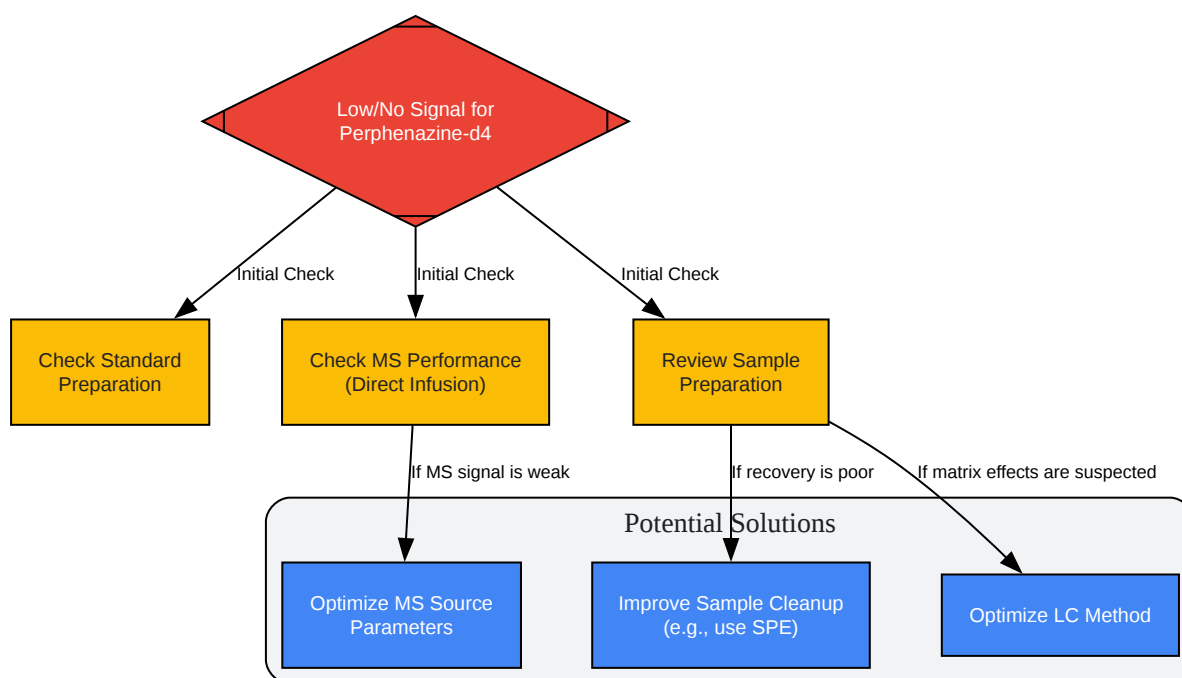 Low/No Signal for
Perphenazine-d4
Initial Check
Initial Check
Initial Check
Check Standard
Preparation
Check MS Performance
(Direct Infusion)
Review Sample
Preparation
If MS signal is weak
If recovery is poor
If matrix effects are suspected
Potential Solutions
Optimize MS Source
Parameters
Improve Sample Cleanup
(e.g., use SPE)
Optimize LC Method